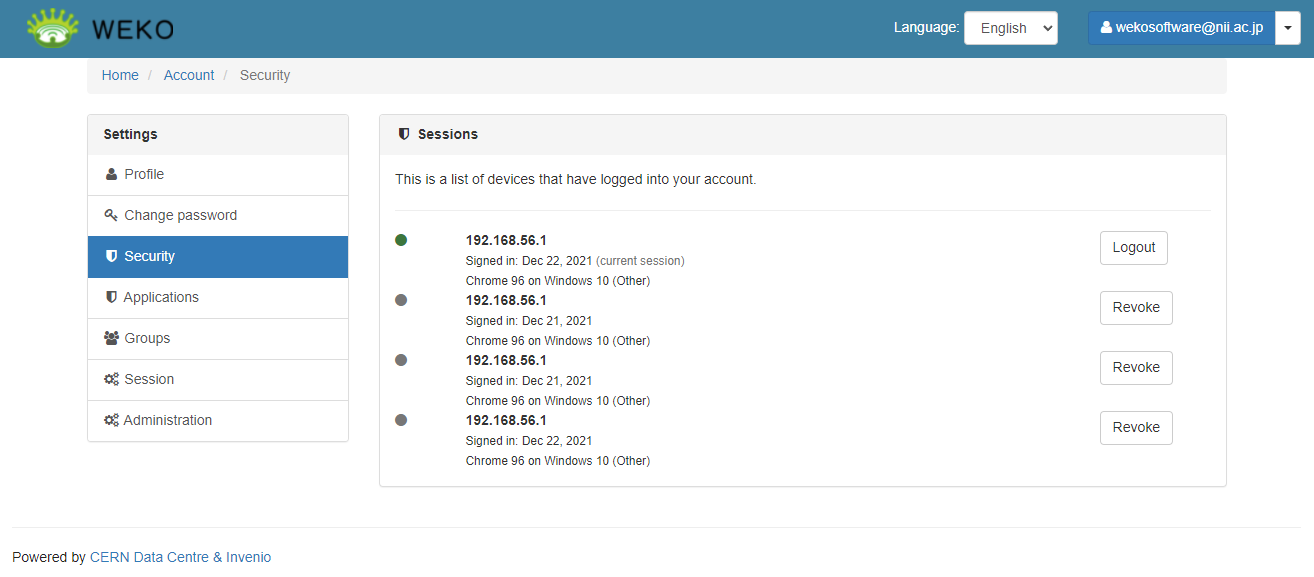 WEKO
Language: English wekosoftware@nii.ac.jp
Home / Account / Security
Settings
Profile
Change password
Security
Applications
Groups
Session
Administration
Sessions
This is a list of devices that have logged into your account.
192.168.56.1
Signed in: Dec 22, 2021 (current session)
Chrome 96 on Windows 10 (Other)
Logout
192.168.56.1
Signed in: Dec 21, 2021
Chrome 96 on Windows 10 (Other)
Revoke
192.168.56.1
Signed in: Dec 21, 2021
Chrome 96 on Windows 10 (Other)
Revoke
192.168.56.1
Signed in: Dec 22, 2021
Chrome 96 on Windows 10 (Other)
Revoke
Powered by CERN Data Centre & Invenio